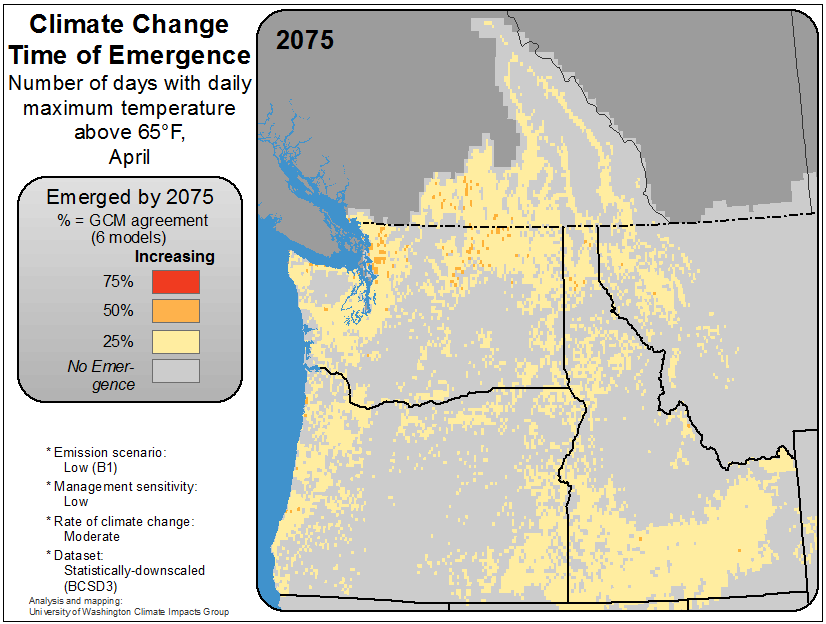 Climate Change
Time of Emergence
Number of days with daily
maximum temperature
above 65°F,
April
2075
Emerged by 2075
% = GCM agreement
(6 models)
Increasing
75%
50%
25%
No Emer-
gence
* Emission scenario:
Low (B1)
* Management sensitivity:
Low
* Rate of climate change:
Moderate
* Dataset:
Statistically-downscaled
(BCSD3)
Analysis and mapping:
University of Washington Climate Impacts Group